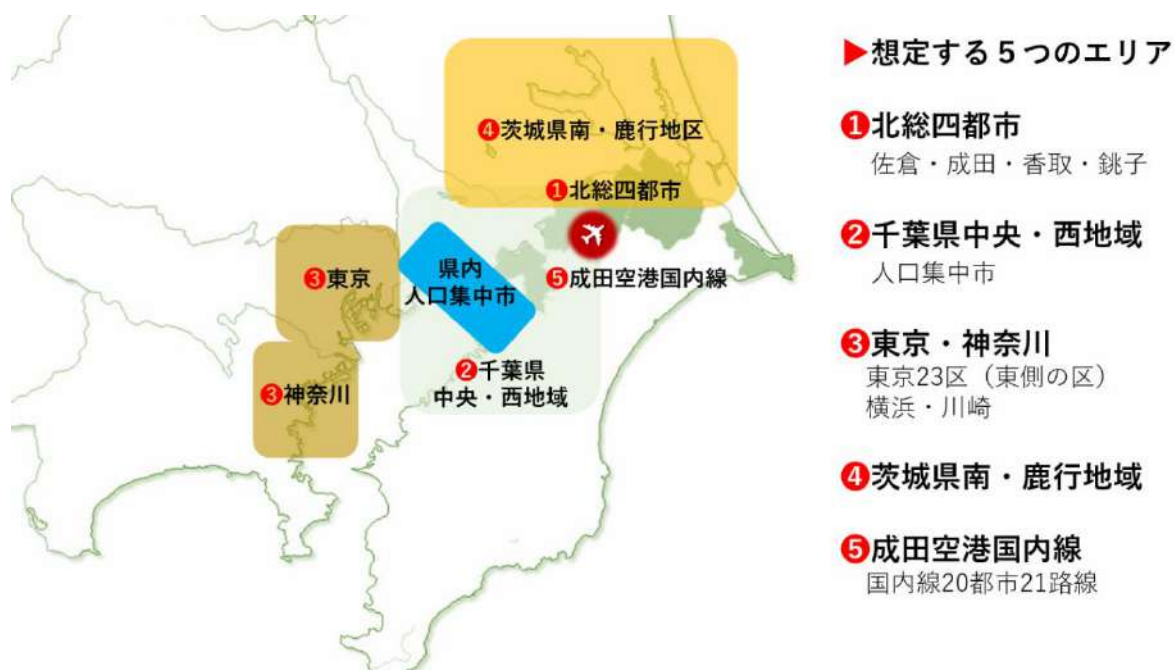 ❹茨城県南・鹿行地区
❶北総四都市
❸東京
県内
人口集中市
❺成田空港国内線
❷千葉県
中央・西地域
❸神奈川
▶想定する５つのエリア
❶北総四都市
佐倉・成田・香取・銚子
❷千葉県中央・西地域
人口集中市
❸東京・神奈川
東京23区（東側の区）
横浜・川崎
❹茨城県南・鹿行地域
❺成田空港国内線
国内線20都市21路線